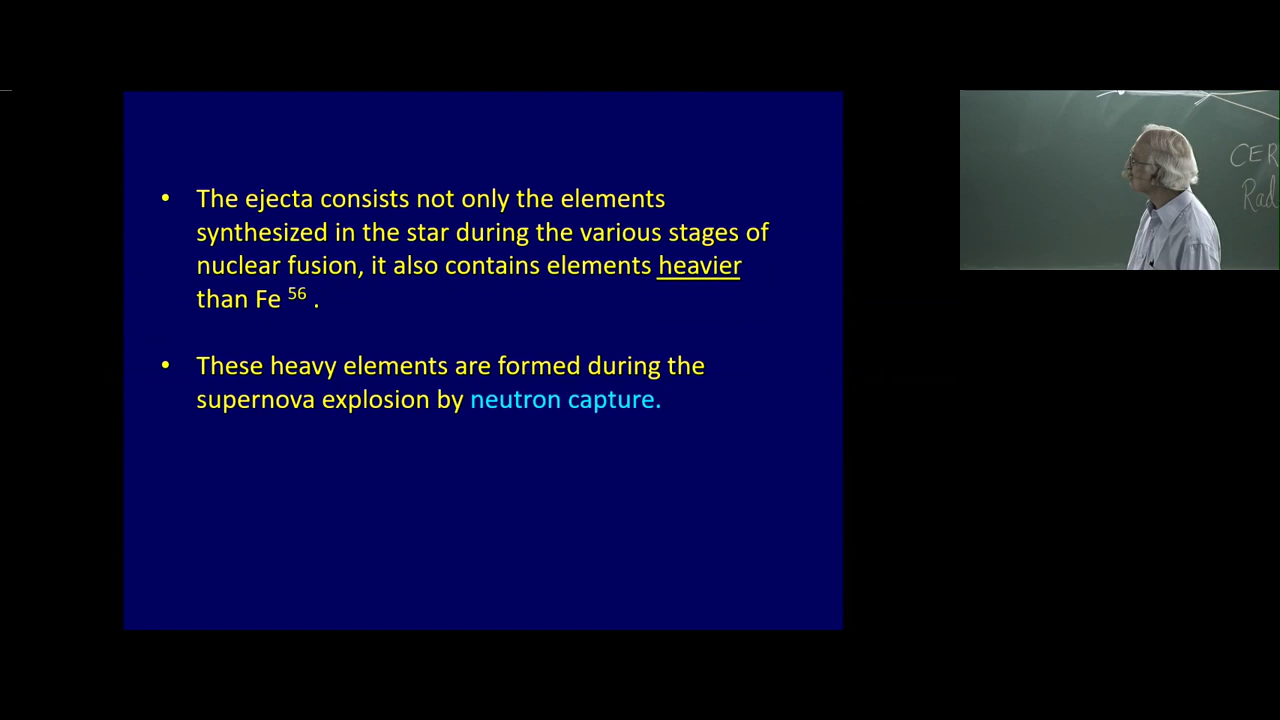 • The ejecta consists not only the elements
synthesized in the star during the various stages of
nuclear fusion, it also contains elements heavier
than Fe ⁵⁶ .
• These heavy elements are formed during the
supernova explosion by neutron capture.
CER
Rad